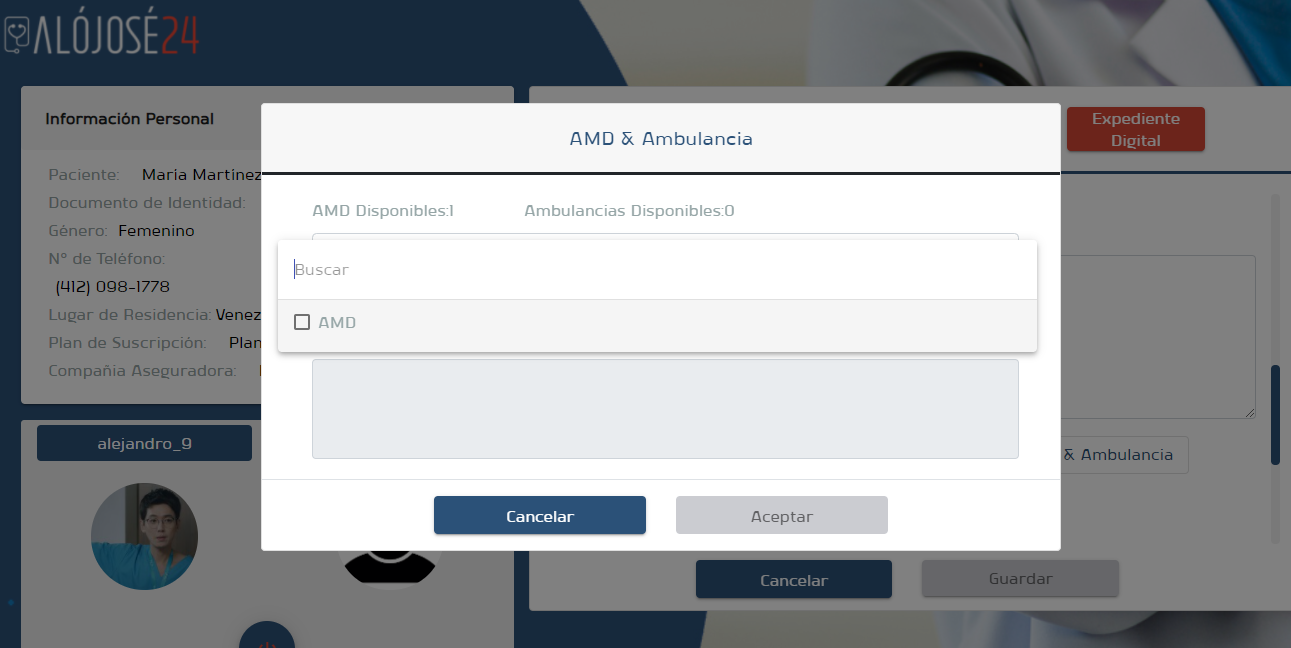 ALÓJOSÉ24
Información Personal
Paciente: Maria Martínez
Documento de Identidad:
Género: Femenino
N° de Teléfono:
(412) 098-1778
Lugar de Residencia: Venez
Plan de Suscripción: Plan
Compañia Aseguradora:
alejandro_9
AMD & Ambulancia
AMD Disponibles:1 Ambulancias Disponibles:0
Buscar
AMD
Cancelar Aceptar
Expediente
Digital
& Ambulancia
Cancelar Guardar